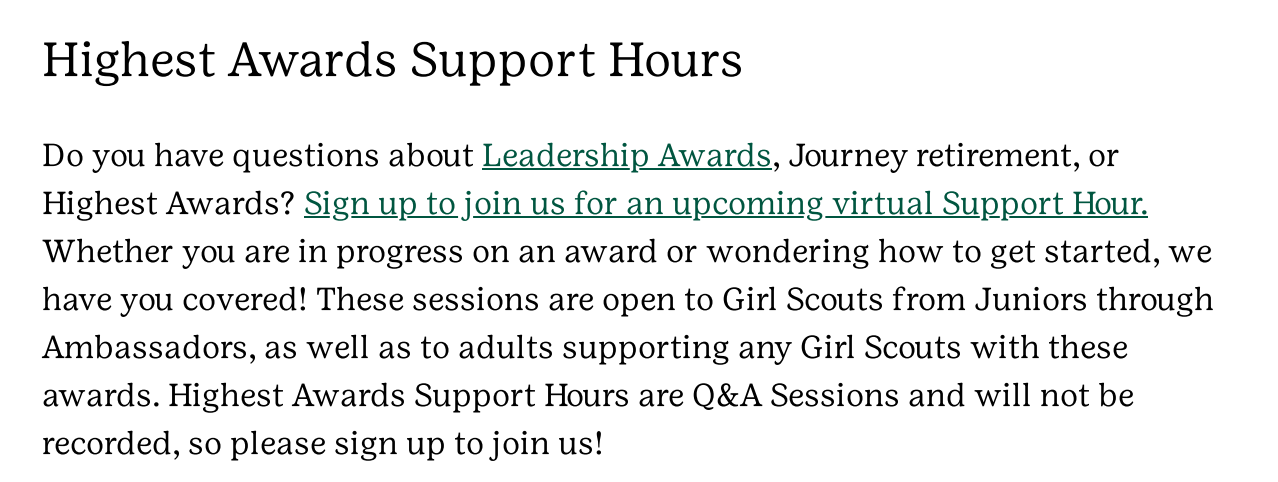 Highest Awards Support Hours
Do you have questions about Leadership Awards, Journey retirement, or
Highest Awards? Sign up to join us for an upcoming virtual Support Hour.
Whether you are in progress on an award or wondering how to get started, we
have you covered! These sessions are open to Girl Scouts from Juniors through
Ambassadors, as well as to adults supporting any Girl Scouts with these
awards. Highest Awards Support Hours are Q&A Sessions and will not be
recorded, so please sign up to join us!